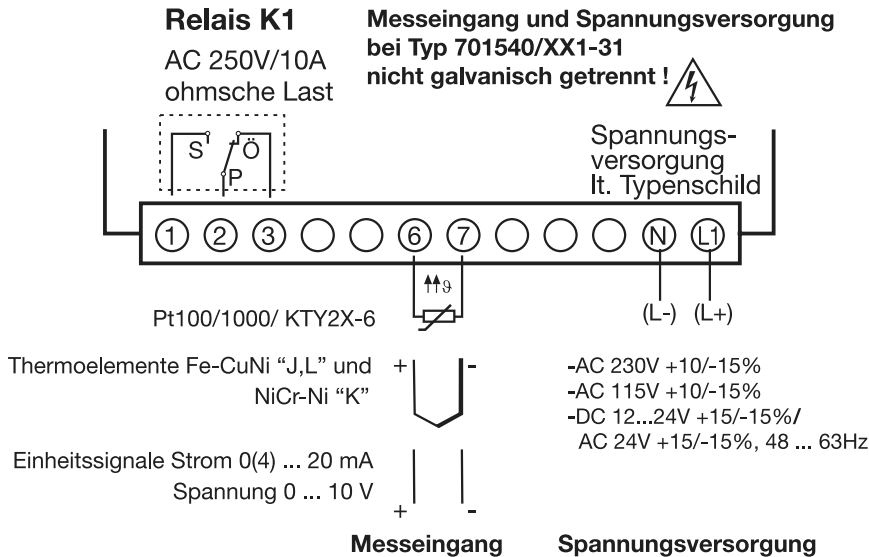 Relais K1
AC 250V/10A
ohmsche Last
Messeingang und Spannungsversorgung
bei Typ 701540/XX1-31
nicht galvanisch getrennt !
S Ö
P
Spannungs-
versorgung
lt. Typenschild
1 2 3 6 7 N L1
ϑ
(L-) (L+)
Pt100/1000/ KTY2X-6
Thermoelemente Fe-CuNi “J,L” und
NiCr-Ni “K”
+ -
-AC 230V +10/-15%
-AC 115V +10/-15%
-DC 12...24V +15/-15%/
AC 24V +15/-15%, 48 ... 63Hz
Einheitssignale Strom 0(4) ... 20 mA
Spannung 0 ... 10 V
+ -
Messeingang
Spannungsversorgung